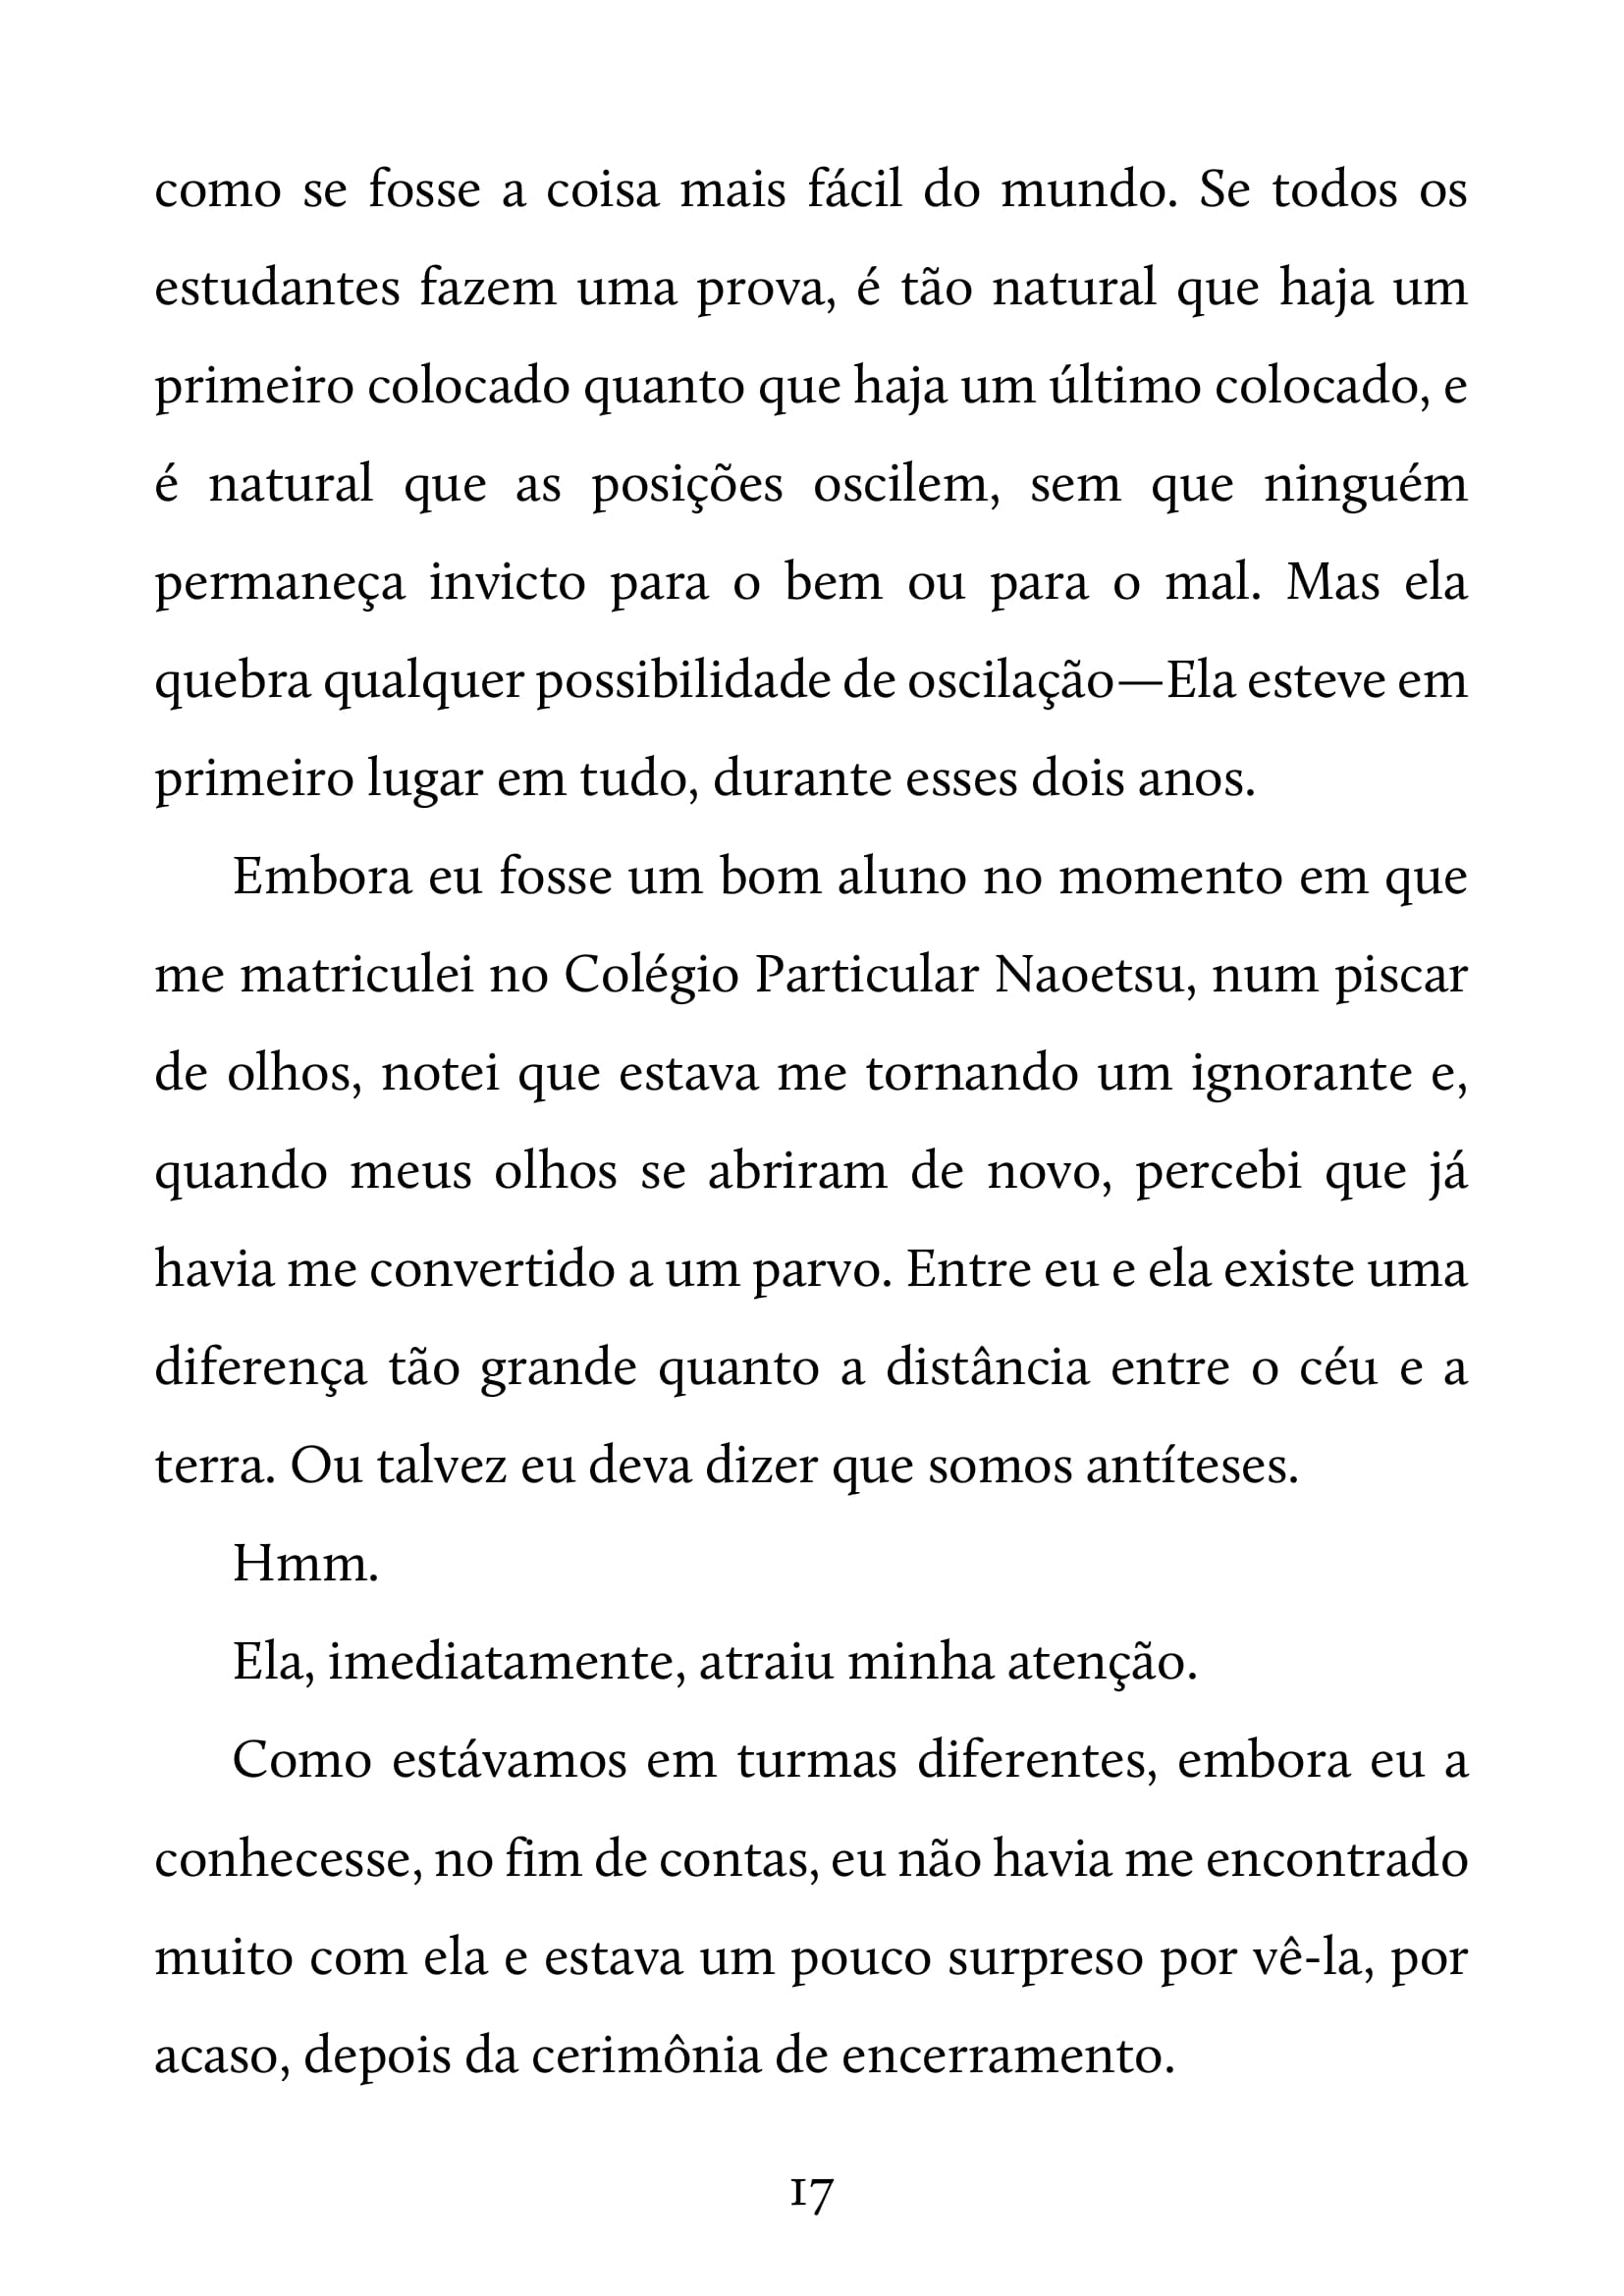 como se fosse a coisa mais fácil do mundo. Se todos os
estudantes fazem uma prova, é tão natural que haja um
primeiro colocado quanto que haja um último colocado, e
é natural que as posições oscilem, sem que ninguém
permaneça invicto para o bem ou para o mal. Mas ela
quebra qualquer possibilidade de oscilação—Ela esteve em
primeiro lugar em tudo, durante esses dois anos.
Embora eu fosse um bom aluno no momento em que
me matriculei no Colégio Particular Naoetsu, num piscar
de olhos, notei que estava me tornando um ignorante e,
quando meus olhos se abriram de novo, percebi que já
havia me convertido a um parvo. Entre eu e ela existe uma
diferença tão grande quanto a distância entre o céu e a
terra. Ou talvez eu deva dizer que somos antíteses.
Hmm.
Ela, imediatamente, atraiu minha atenção.
Como estávamos em turmas diferentes, embora eu a
conhecesse, no fim de contas, eu não havia me encontrado
muito com ela e estava um pouco surpreso por vê-la, por
acaso, depois da cerimônia de encerramento.
17